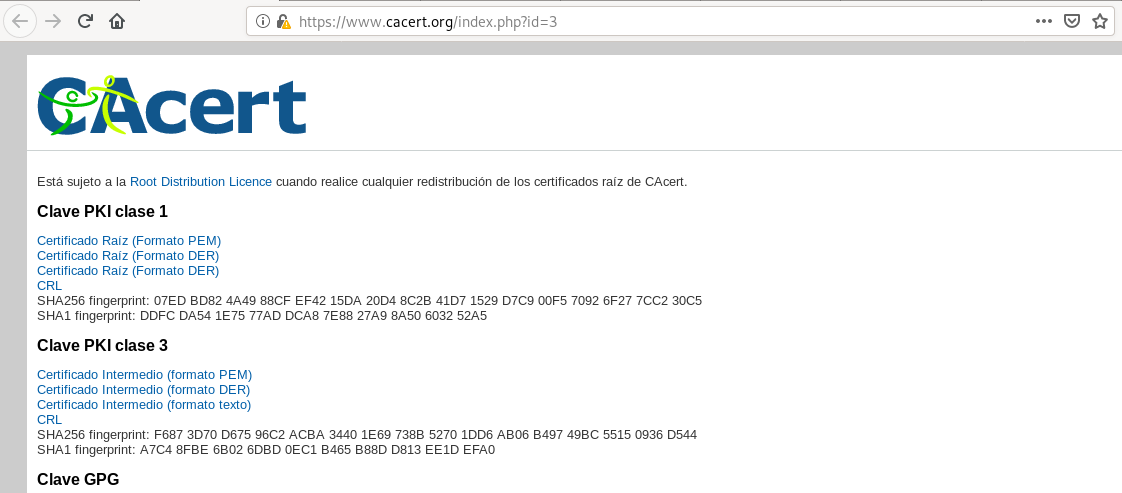 https://www.cacert.org/index.php?id=3
CAcert
Está sujeto a la Root Distribution Licence cuando realice cualquier redistribución de los certificados raíz de CAcert.
Clave PKI clase 1
Certificado Raíz (Formato PEM)
Certificado Raíz (Formato DER)
Certificado Raíz (Formato DER)
CRL
SHA256 fingerprint: 07ED BD82 4A49 88CF EF42 15DA 20D4 8C2B 41D7 1529 D7C9 00F5 7092 6F27 7CC2 30C5
SHA1 fingerprint: DDFC DA54 1E75 77AD DCA8 7E88 27A9 8A50 6032 52A5
Clave PKI clase 3
Certificado Intermedio (formato PEM)
Certificado Intermedio (formato DER)
Certificado Intermedio (formato texto)
CRL
SHA256 fingerprint: F687 3D70 D675 96C2 ACBA 3440 1E69 738B 5270 1DD6 AB06 B497 49BC 5515 0936 D544
SHA1 fingerprint: A7C4 8FBE 6B02 6DBD 0EC1 B465 B88D D813 EE1D EFA0
Clave GPG